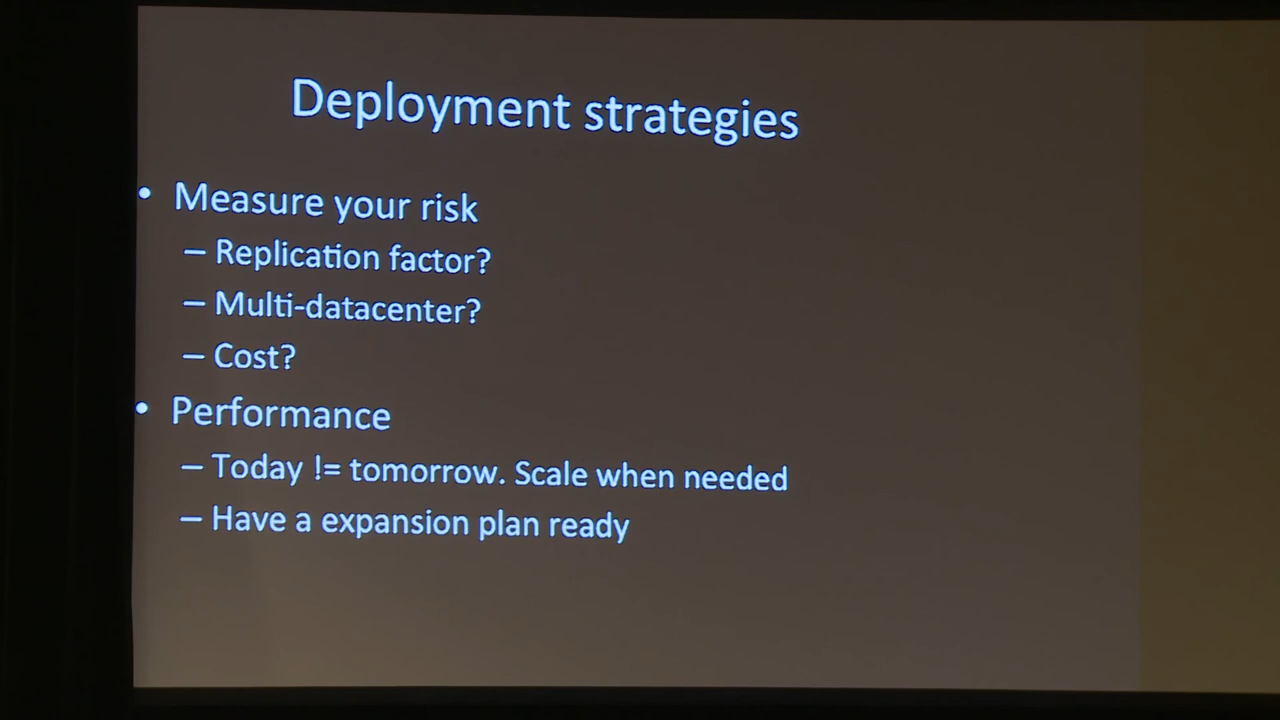 Deployment strategies
• Measure your risk
– Replication factor?
– Multi-datacenter?
– Cost?
• Performance
– Today != tomorrow. Scale when needed
– Have a expansion plan ready